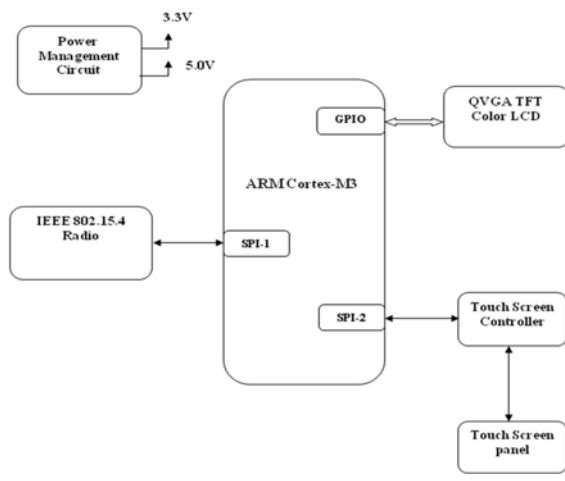 3.3V
Power
Management
Circuit
5.0V
GPIO
QVGA TFT
Color LCD
ARM Cortex-M3
IEEE 802.15.4
Radio
SPI-1
SPI-2
Touch Screen
Controller
Touch Screen
panel